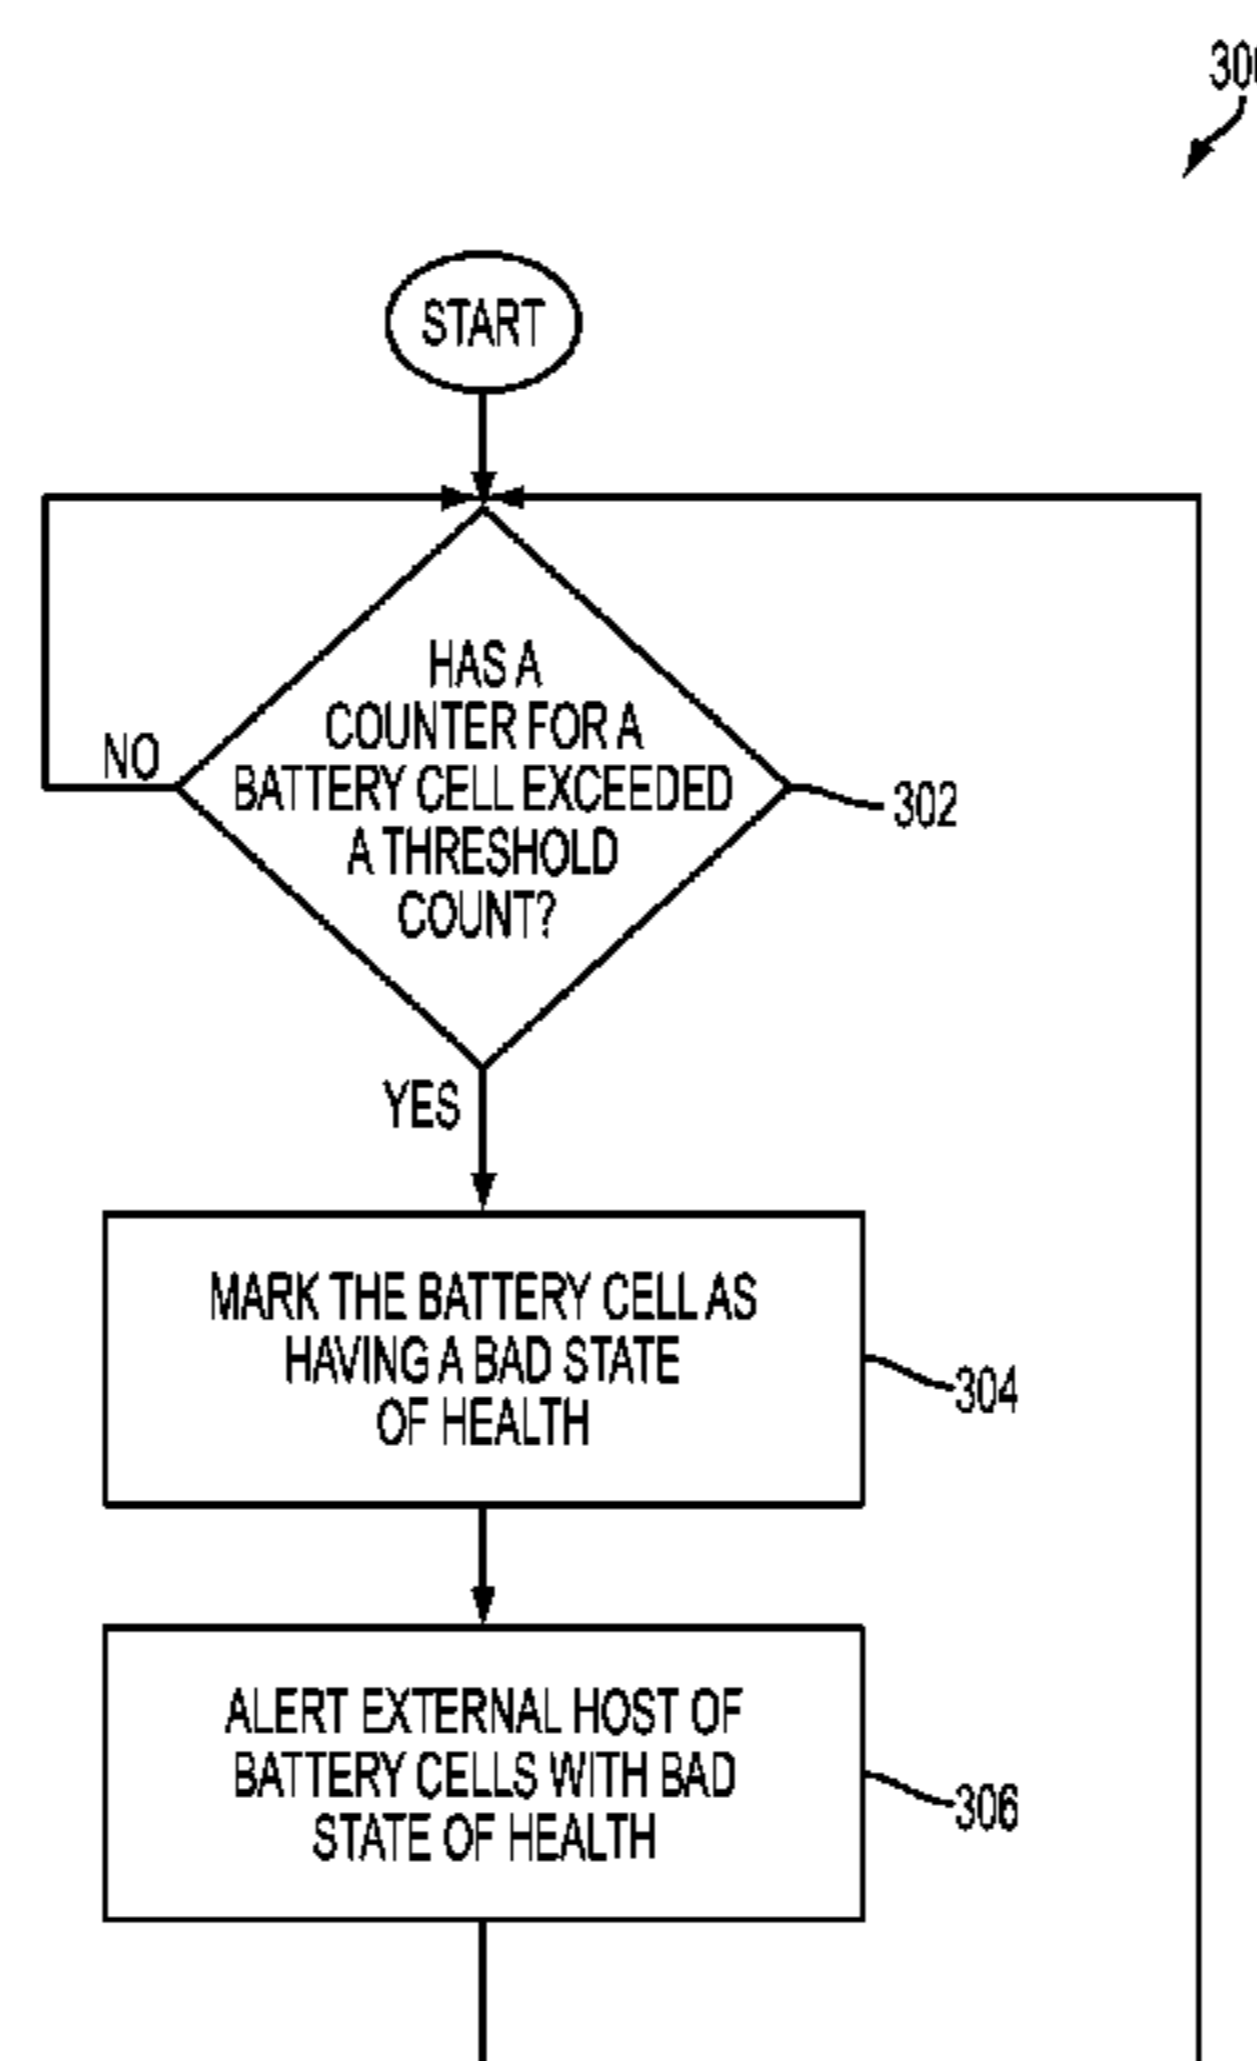 START
HAS A
COUNTER FOR A
BATTERY CELL EXCEEDED
A THRESHOLD
COUNT?
NO
302
YES
MARK THE BATTERY CELL AS
HAVING A BAD STATE
OF HEALTH
304
ALERT EXTERNAL HOST OF
BATTERY CELLS WITH BAD
STATE OF HEALTH
306